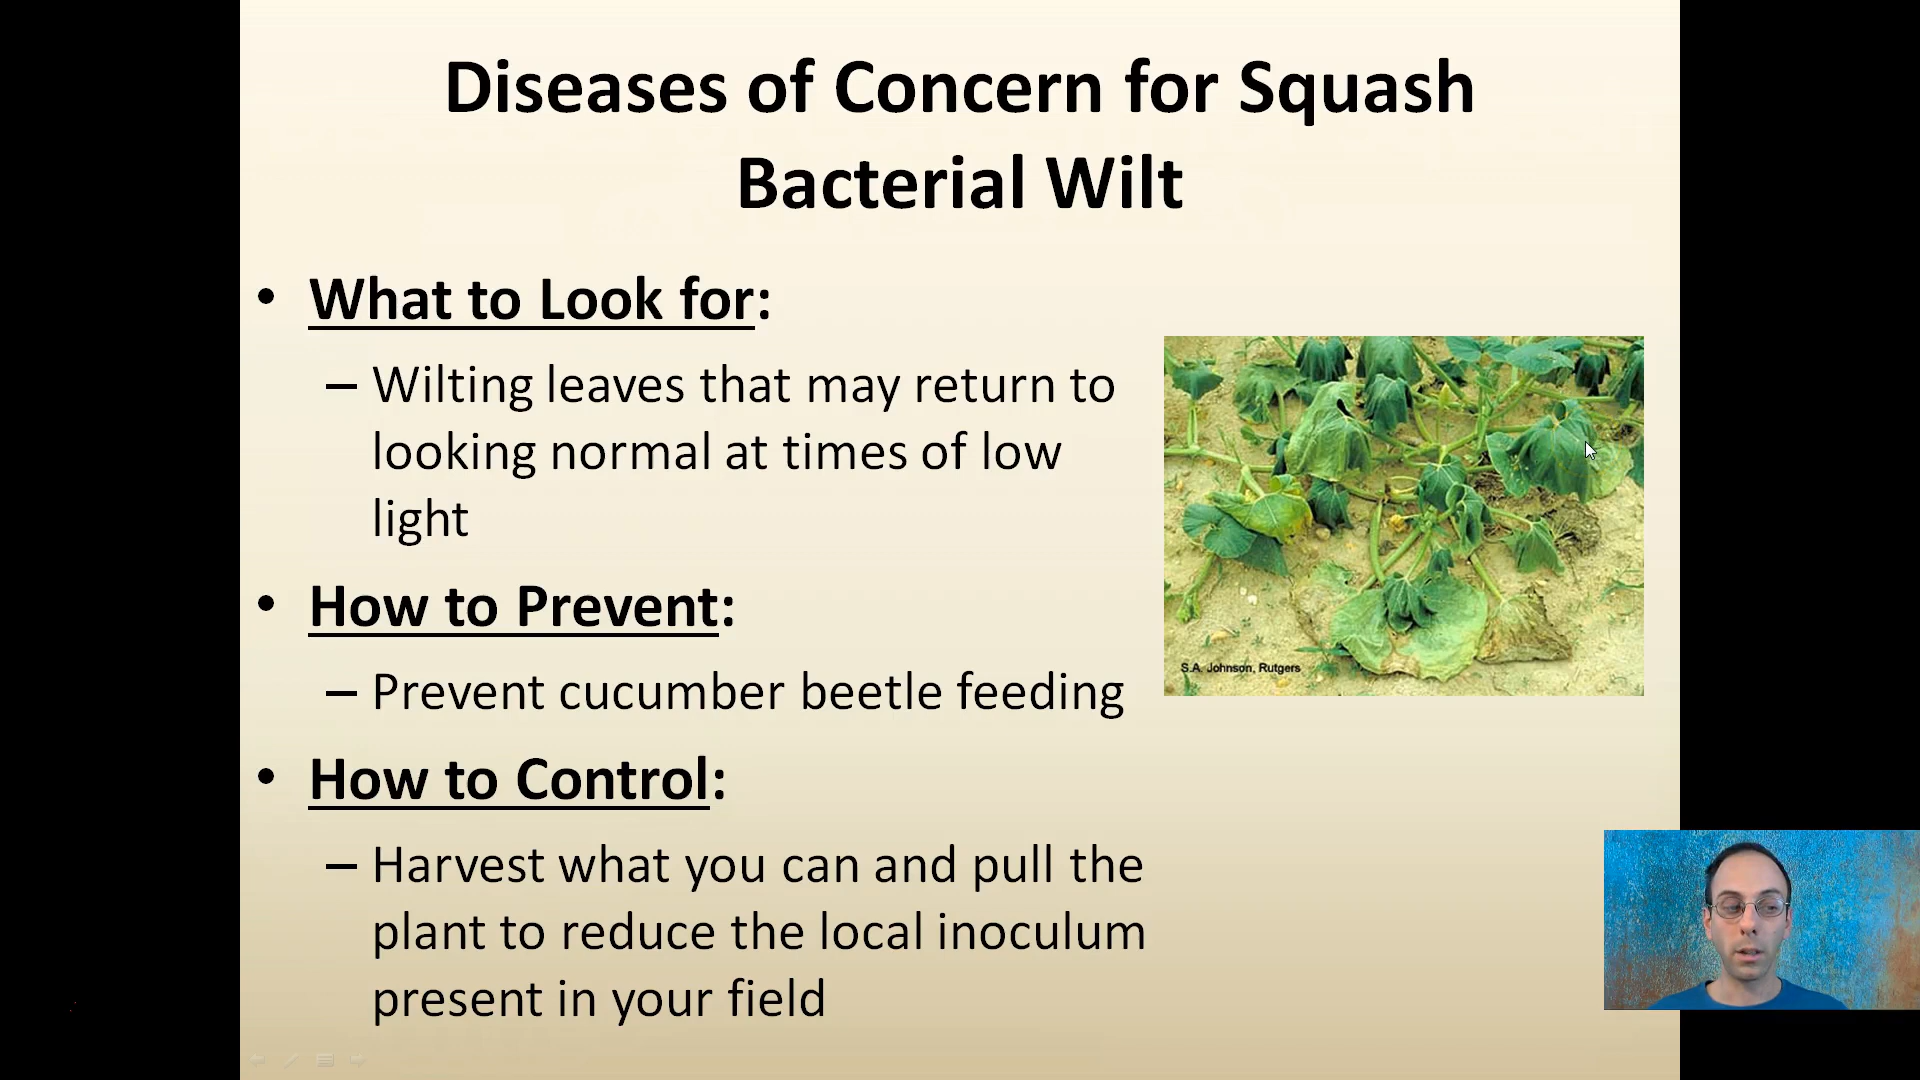 Diseases of Concern for Squash
Bacterial Wilt
• What to Look for:
– Wilting leaves that may return to
looking normal at times of low
light
• How to Prevent:
– Prevent cucumber beetle feeding
• How to Control:
– Harvest what you can and pull the
plant to reduce the local inoculum
present in your field
S.A. Johnson, Rutgers